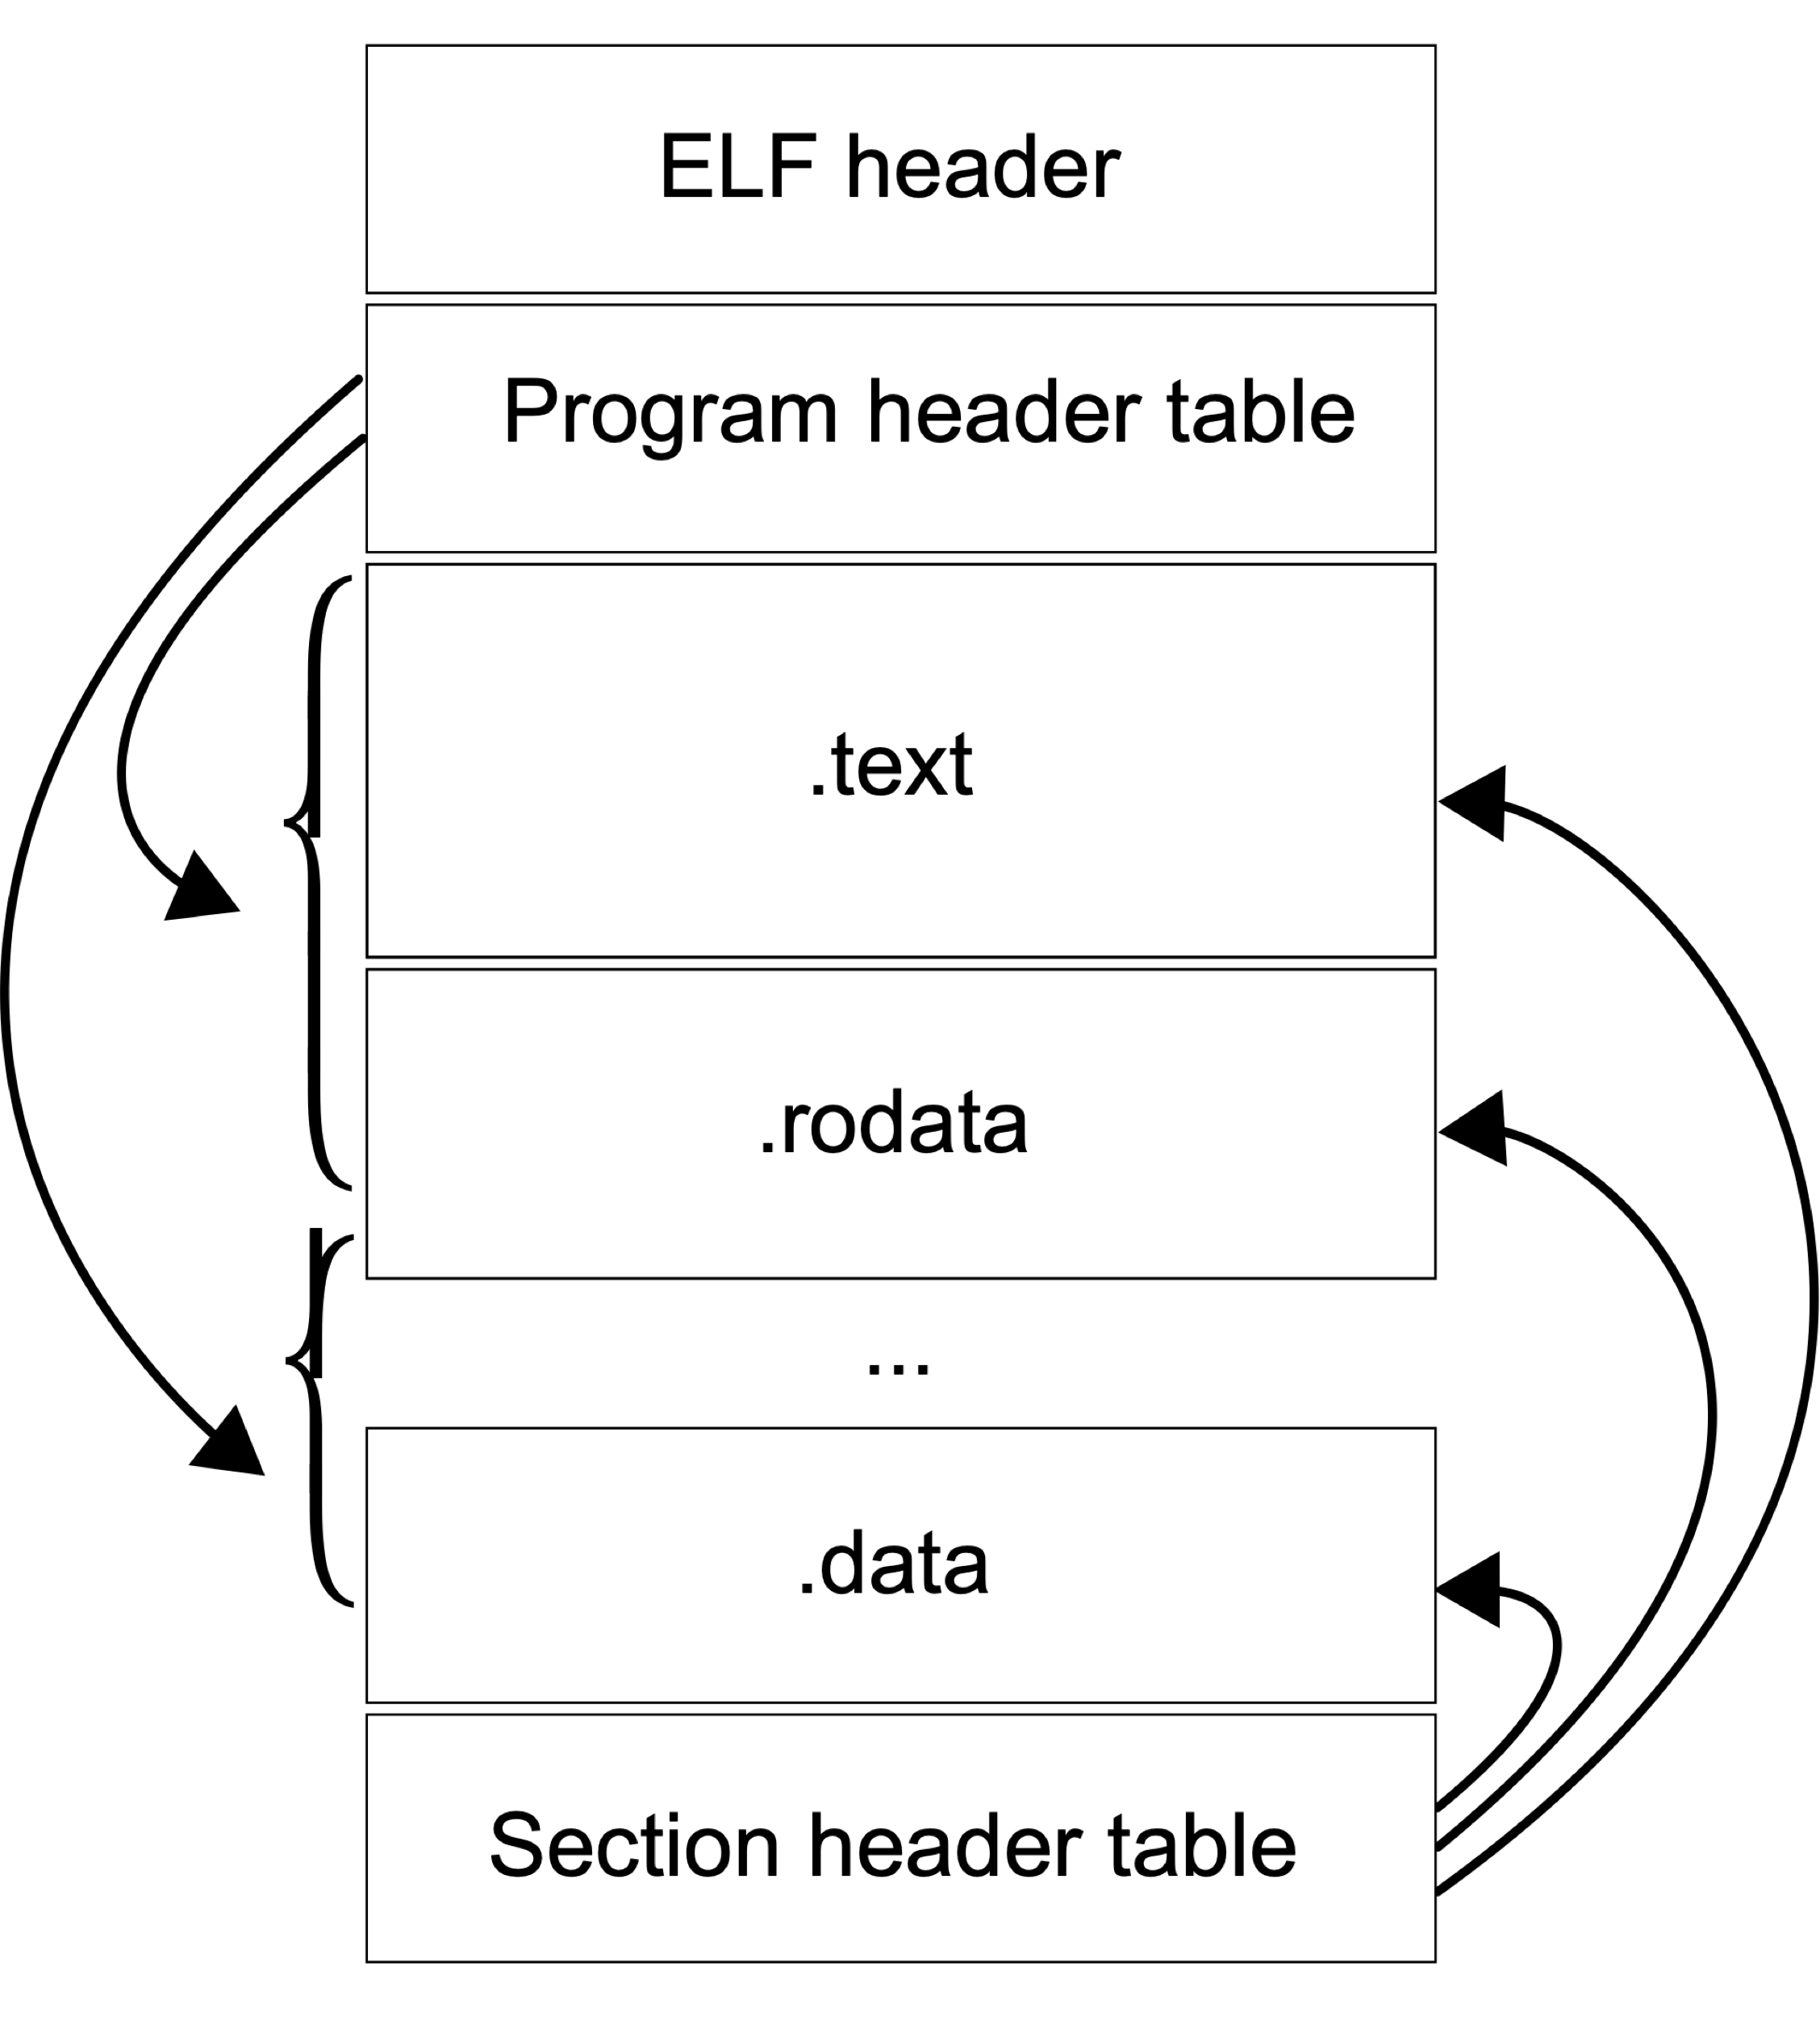 ELF header
Program header table
.text
.rodata
...
.data
Section header table